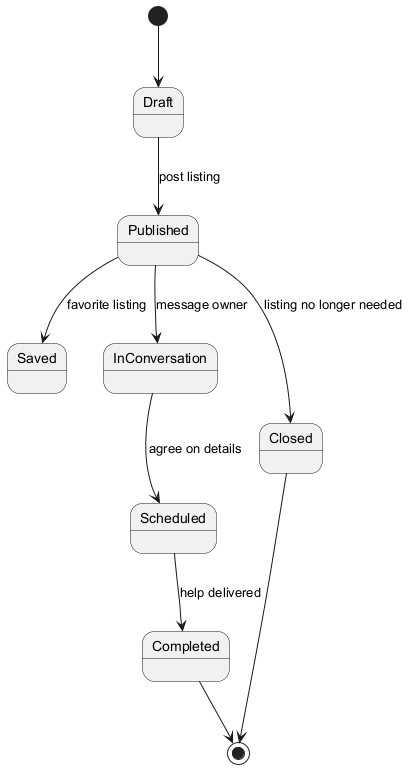 Draft
post listing
Published
favorite listing
message owner
listing no longer needed
Saved
InConversation
Closed
agree on details
Scheduled
help delivered
Completed